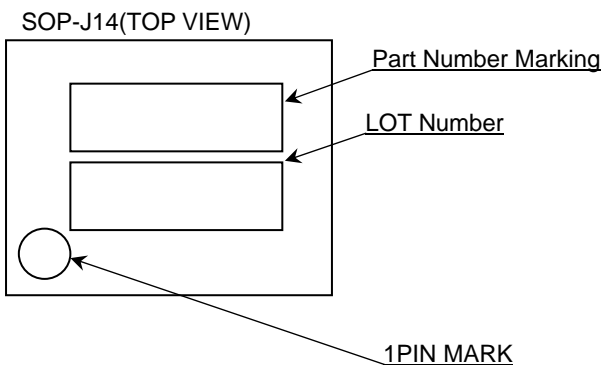 SOP-J14(TOP VIEW)
Part Number Marking
LOT Number
1PIN MARK